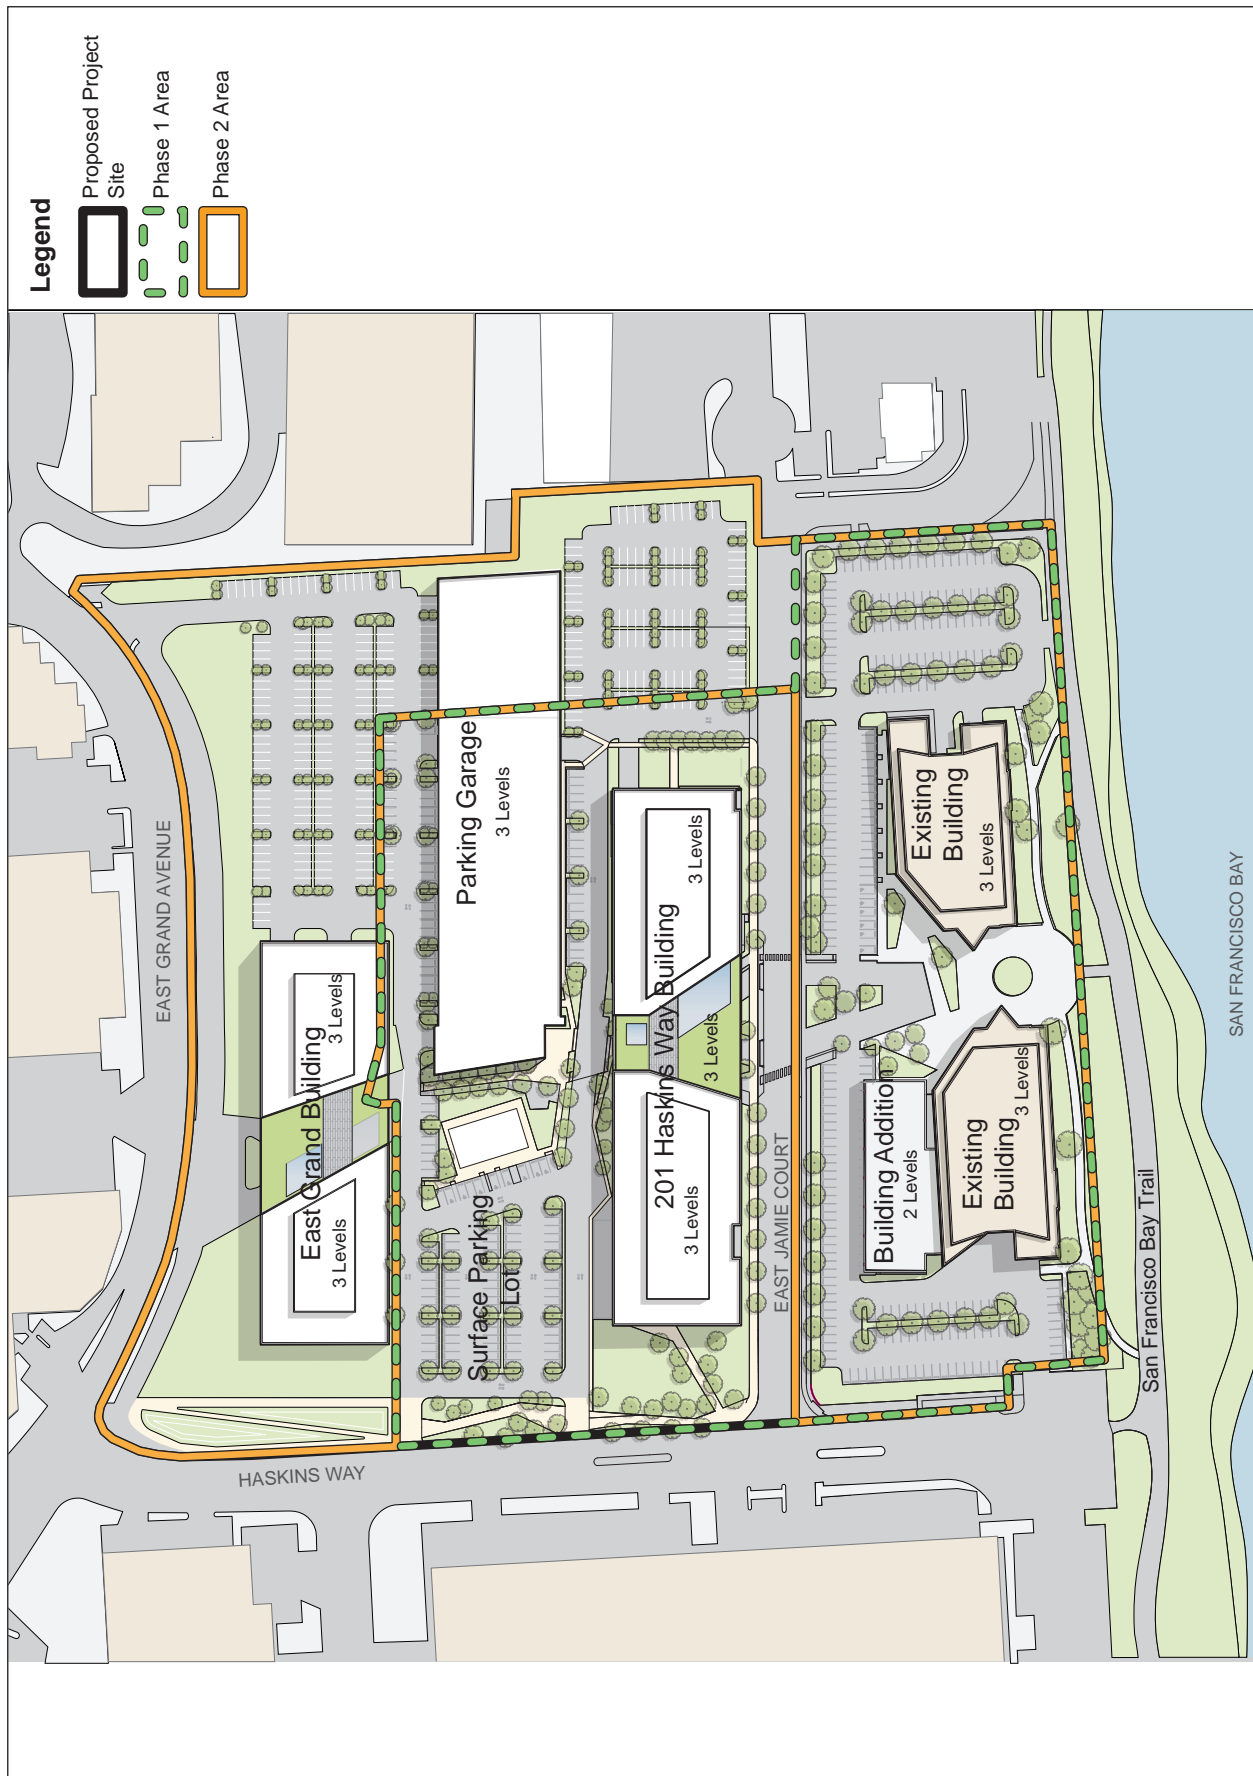 Legend
Proposed Project
Site
Phase 1 Area
Phase 2 Area
EAST GRAND AVENUE
East Grand Building
3 Levels
3 Levels
Parking Garage
3 Levels
Surface Parking
Lot
201 Haskins Way Building
3 Levels
3 Levels
3 Levels
EAST JAMIE COURT
HASKINS WAY
Building Addition
2 Levels
Existing
Building
3 Levels
Existing
Building
3 Levels
San Francisco Bay Trail
SAN FRANCISCO BAY